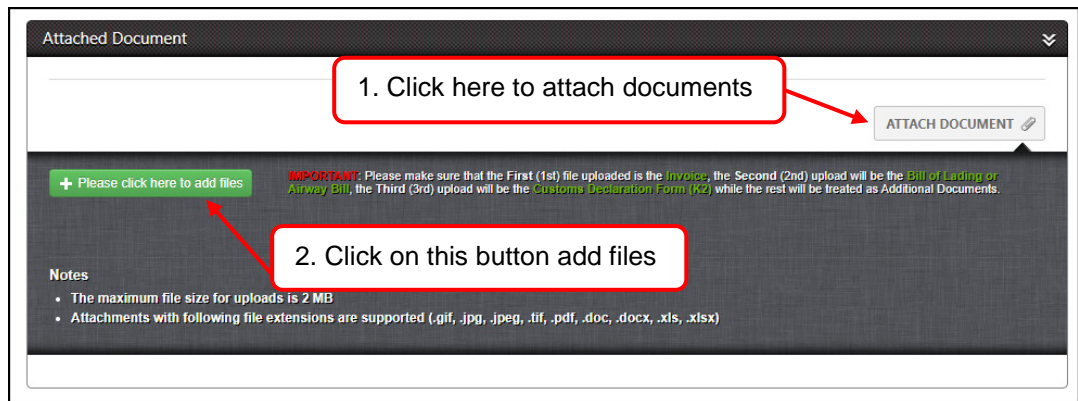 Attached Document
1. Click here to attach documents
ATTACH DOCUMENT
+ Please click here to add files
IMPORTANT: Please make sure that the First (1st) file uploaded is the Invoice, the Second (2nd) upload will be the Bill of Lading or
Airway Bill, the Third (3rd) upload will be the Customs Declaration Form (K2) while the rest will be treated as Additional Documents.
2. Click on this button add files
Notes
• The maximum file size for uploads is 2 MB
• Attachments with following file extensions are supported (.gif, .jpg, .jpeg, .tif, .pdf, .doc, .docx, .xls, .xlsx)